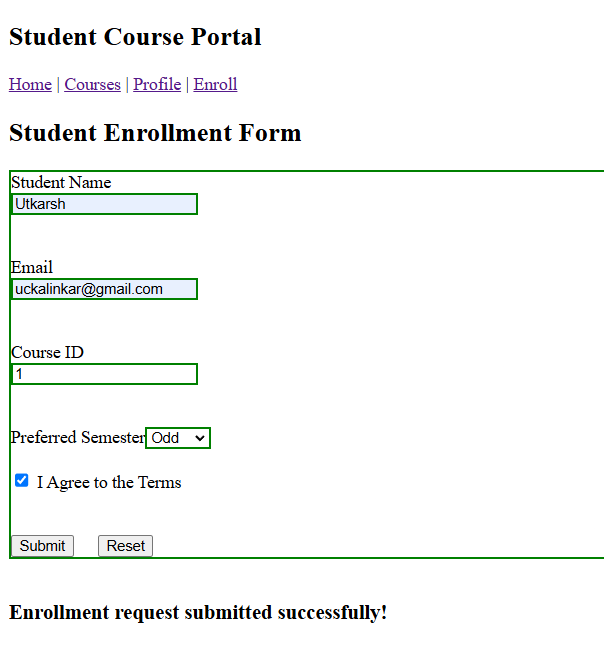 Student Course Portal
Home | Courses | Profile | Enroll
Student Enrollment Form
Student Name
Utkarsh
Email
uckalinkar@gmail.com
Course ID
1
Preferred Semester Odd
I Agree to the Terms
Submit Reset
Enrollment request submitted successfully!